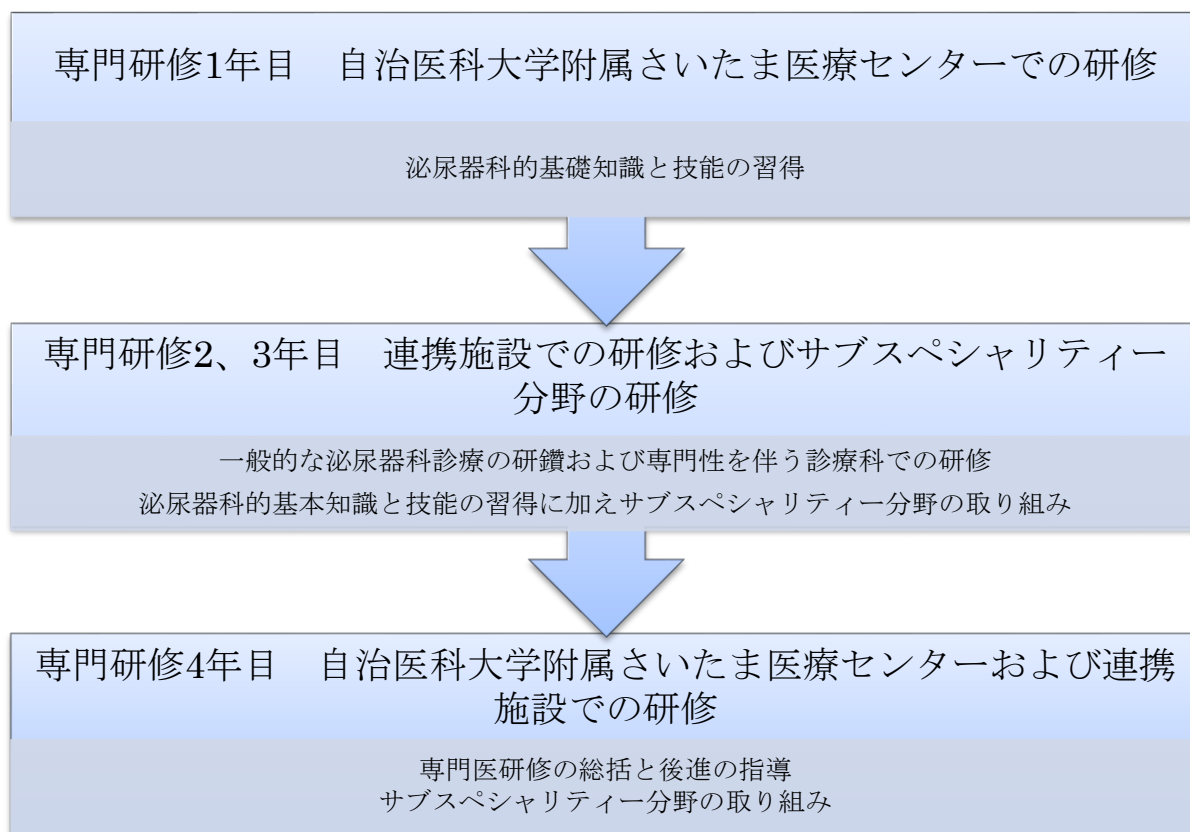 専門研修1年目　自治医科大学附属さいたま医療センターでの研修
泌尿器科的基礎知識と技能の習得
専門研修2、3年目　連携施設での研修およびサブスペシャリティー
分野の研修
一般的な泌尿器科診療の研鑽および専門性を伴う診療科での研修
泌尿器科的基本知識と技能の習得に加えサブスペシャリティー分野の取り組み
専門研修4年目　自治医科大学附属さいたま医療センターおよび連携
施設での研修
専門医研修の総括と後進の指導
サブスペシャリティー分野の取り組み